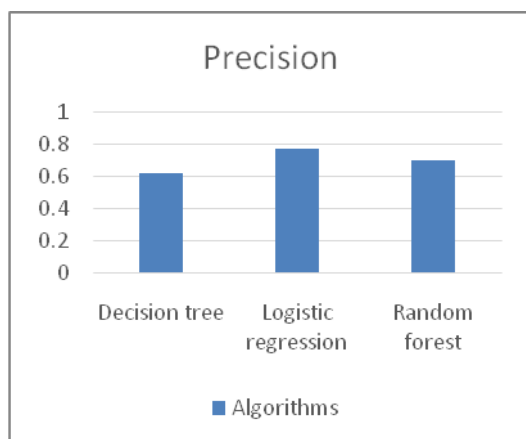 Precision
1
0.8
0.6
0.4
0.2
0
Decision tree
Logistic
regression
Random
forest
Algorithms